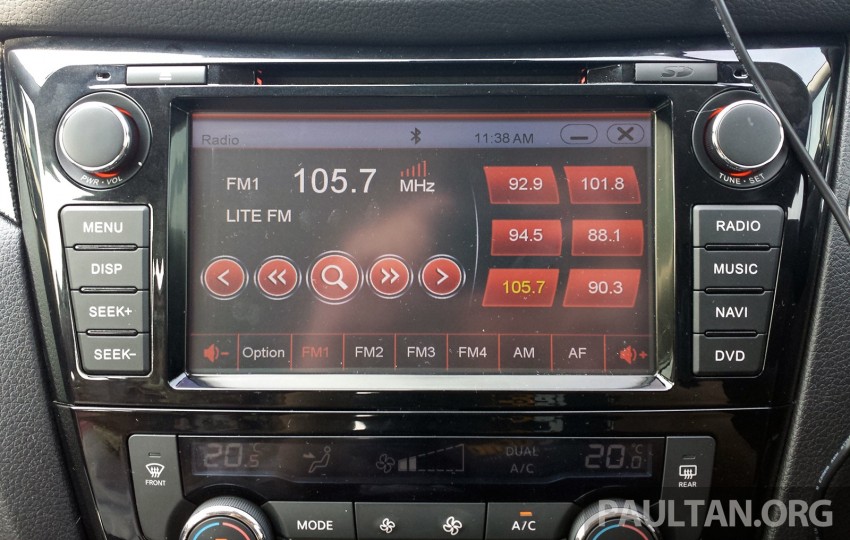 SD
PWR • VOL
TUNE • SET
MENU
DISP
SEEK+
SEEK-
Radio
11:38 AM
FM1 105.7 MHz
LITE FM
92.9 101.8
94.5 88.1
105.7 90.3
Option FM1 FM2 FM3 FM4 AM AF
RADIO
MUSIC
NAVI
DVD
FRONT
20.5 °C
DUAL
A/C
20.0 °C
REAR
MODE
A/C
PAULTAN.ORG